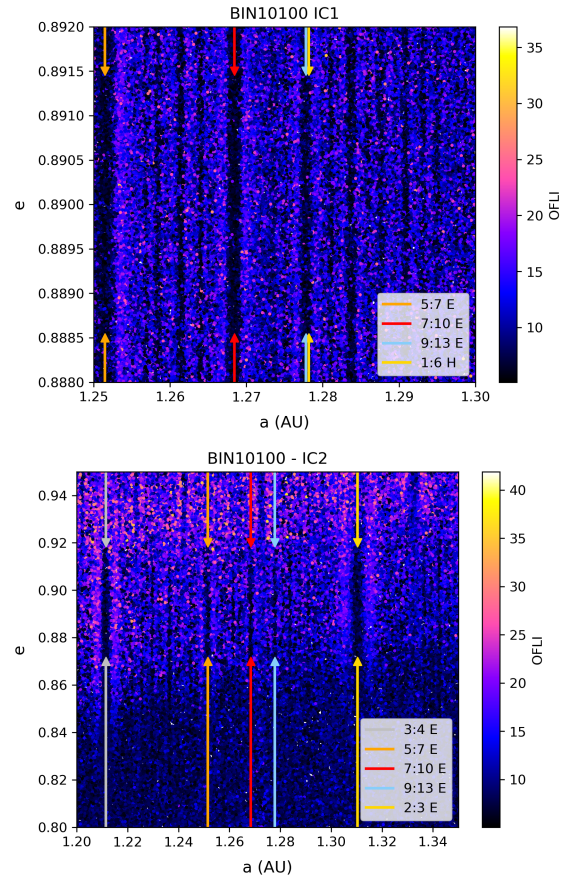 BIN10100 IC1
0.8920
0.8915
0.8910
0.8905
0.8900
0.8895
0.8890
0.8885
0.8880
e
1.25
1.26
1.27
1.28
1.29
1.30
a (AU)
5:7 E
7:10 E
9:13 E
1:6 H
35
30
25
20
15
10
5
OFLI
BIN10100 - IC2
0.94
0.92
0.90
0.88
0.86
0.84
0.82
0.80
e
1.20
1.22
1.24
1.26
1.28
1.30
1.32
1.34
a (AU)
3:4 E
5:7 E
7:10 E
9:13 E
2:3 E
40
35
30
25
20
15
10
OFLI